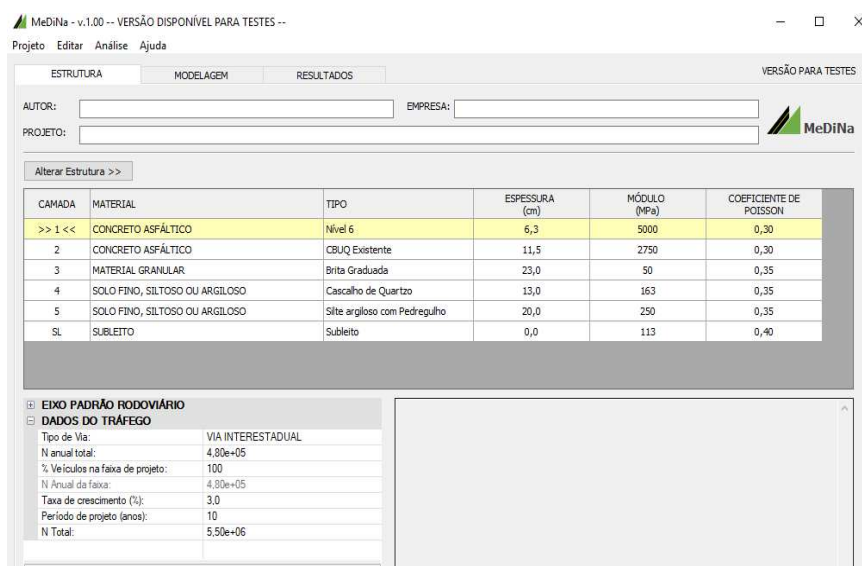 MeDiNa - v.1.00 -- VERSÃO DISPONÍVEL PARA TESTES --
Projeto Editar Análise Ajuda
ESTRUTURA MODELAGEM RESULTADOS VERSÃO PARA TESTES
AUTOR: EMPRESA:
PROJETO:
MeDiNa
Alterar Estrutura >>
CAMADA MATERIAL TIPO ESPESSURA (cm) MÓDULO (MPa) COEFICIENTE DE POISSON
>> 1 << CONCRETO ASFÁLTICO Nível 6 6,3 5000 0,30
2 CONCRETO ASFÁLTICO CBUQ Existente 11,5 2750 0,30
3 MATERIAL GRANULAR Brita Graduada 23,0 50 0,35
4 SOLO FINO, SILTOSO OU ARGILOSO Cascalho de Quartzo 13,0 163 0,35
5 SOLO FINO, SILTOSO OU ARGILOSO Silte argiloso com Pedregulho 20,0 250 0,35
SL SUBLEITO Subleito 0,0 113 0,40
EIXO PADRÃO RODOVIÁRIO
DADOS DO TRÁFEGO
Tipo de Via: VIA INTERESTADUAL
N anual total: 4,80e+05
% Veículos na faixa de projeto: 100
N Anual da faixa: 4,80e+05
Taxa de crescimento (%): 3,0
Período de projeto (anos): 10
N Total: 5,50e+06